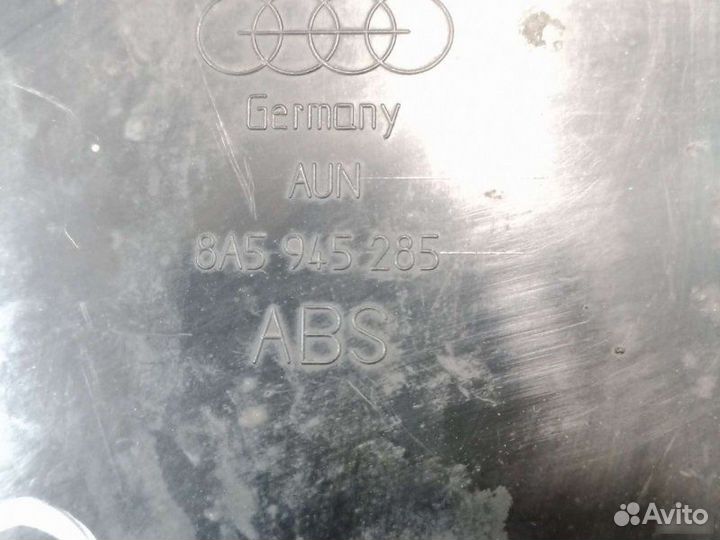 Germany
AUN
8A5 945 285
ABS
Avito